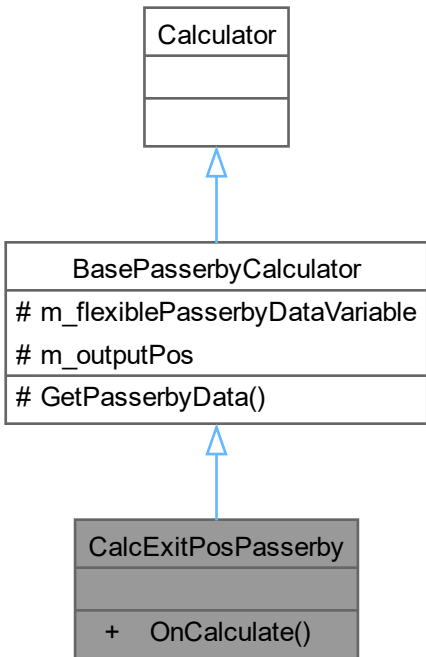 Calculator
BasePasserbyCalculator
# m_flexiblePasserbyDataVariable
# m_outputPos
# GetPasserbyData()
CalcExitPosPasserby
+ OnCalculate()